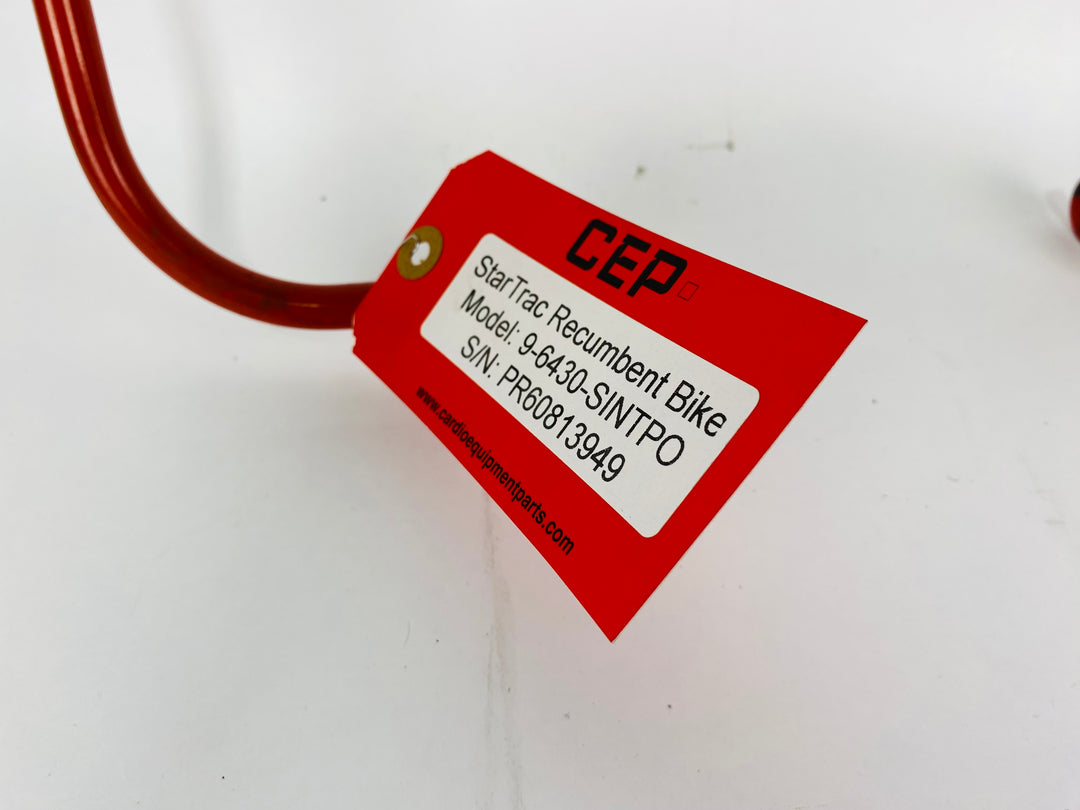 CEP
StarTrac Recumbent Bike
Model: 9-6430-SINTPO
S/N: PR60813949
www.cardioequipmentparts.com